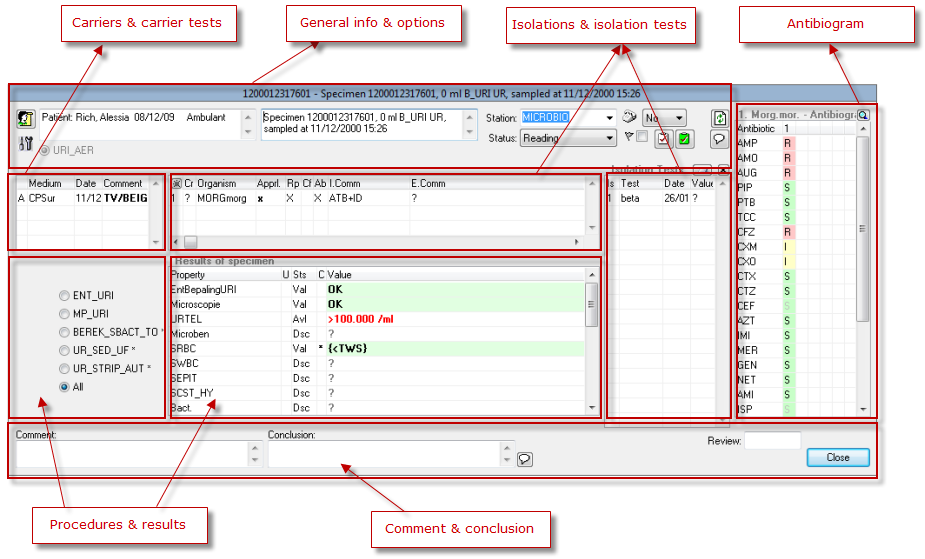 Carriers & carrier tests
General info & options
Isolations & isolation tests
Antibiogram
1200012317601 - Specimen 1200012317601, 0 ml B_URI UR, sampled at 11/12/2000 15:26
Patient: Rich, Alessia 08/12/09 Ambulant
Specimen 1200012317601, 0 ml B_URI UR,
sampled at 11/12/2000 15:26
Station: MICROBIO
No
Status: Reading
URI_AER
Medium Date Comment
A CPSur 11/12 TV/BEIG
Cr Organism Appl. Rp Cf Ab I.Comm E.Comm
1 ? MORGmorg x X X ATB+ID ?
Isolation Tests
Is Test Date Value
1 beta 26/01 ?
1. Morg.mor. - Antibiogra
Antibiotic 1
AMP R
AMO R
AUG R
PIP S
PTB S
TCC S
CFZ R
CXM I
CXO I
CTX S
CTZ S
CEF S
AZT S
IMI S
MER S
GEN S
NET S
AMI S
ISP S
ENT_URI
MP_URI
BEREK_SBACT_TO *
UR_SED_UF *
UR_STRIP_AUT *
All
Results of specimen
Property U Sts C Value
EntBepalingURI Val OK
Microscopie Val OK
URTEL Avl >100.000 /ml
Microben Dsc ?
SRBC Val * {<TWS}
SWBC Dsc ?
SEPIT Dsc ?
SCST_HY Dsc ?
Bact. Dsc ?
Comment:
Conclusion:
Review:
Close
Procedures & results
Comment & conclusion